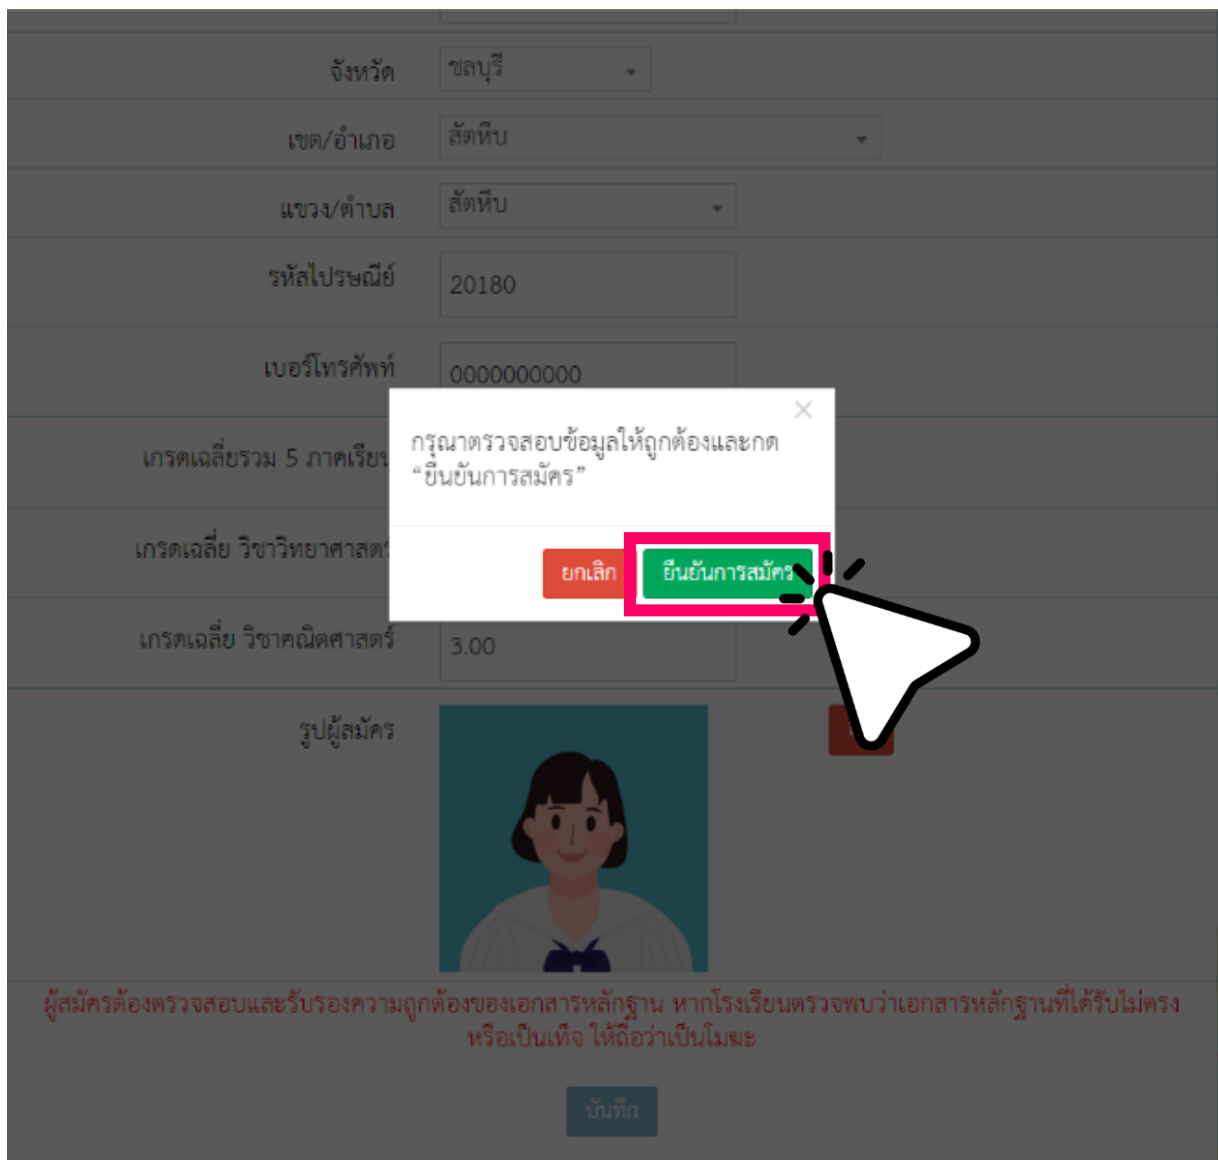 จังหวัด ชลบุรี
เขต/อำเภอ สัตหีบ
แขวง/ตำบล สัตหีบ
รหัสไปรษณีย์ 20180
เบอร์โทรศัพท์ 0000000000
กรุณาตรวจสอบข้อมูลให้ถูกต้องและกด
“ยืนยันการสมัคร”
เกรดเฉลี่ยรวม 5 ภาคเรียน
เกรดเฉลี่ย วิชาวิทยาศาสตร์
ยกเลิก ยืนยันการสมัคร
เกรดเฉลี่ย วิชาคณิตศาสตร์ 3.00
รูปผู้สมัคร
ผู้สมัครต้องตรวจสอบและรับรองความถูกต้องของเอกสารหลักฐาน หากโรงเรียนตรวจพบว่าเอกสารหลักฐานที่ได้รับไม่ตรง
หรือเป็นเท็จ ให้ถือว่าเป็นโมฆะ
บันทึก